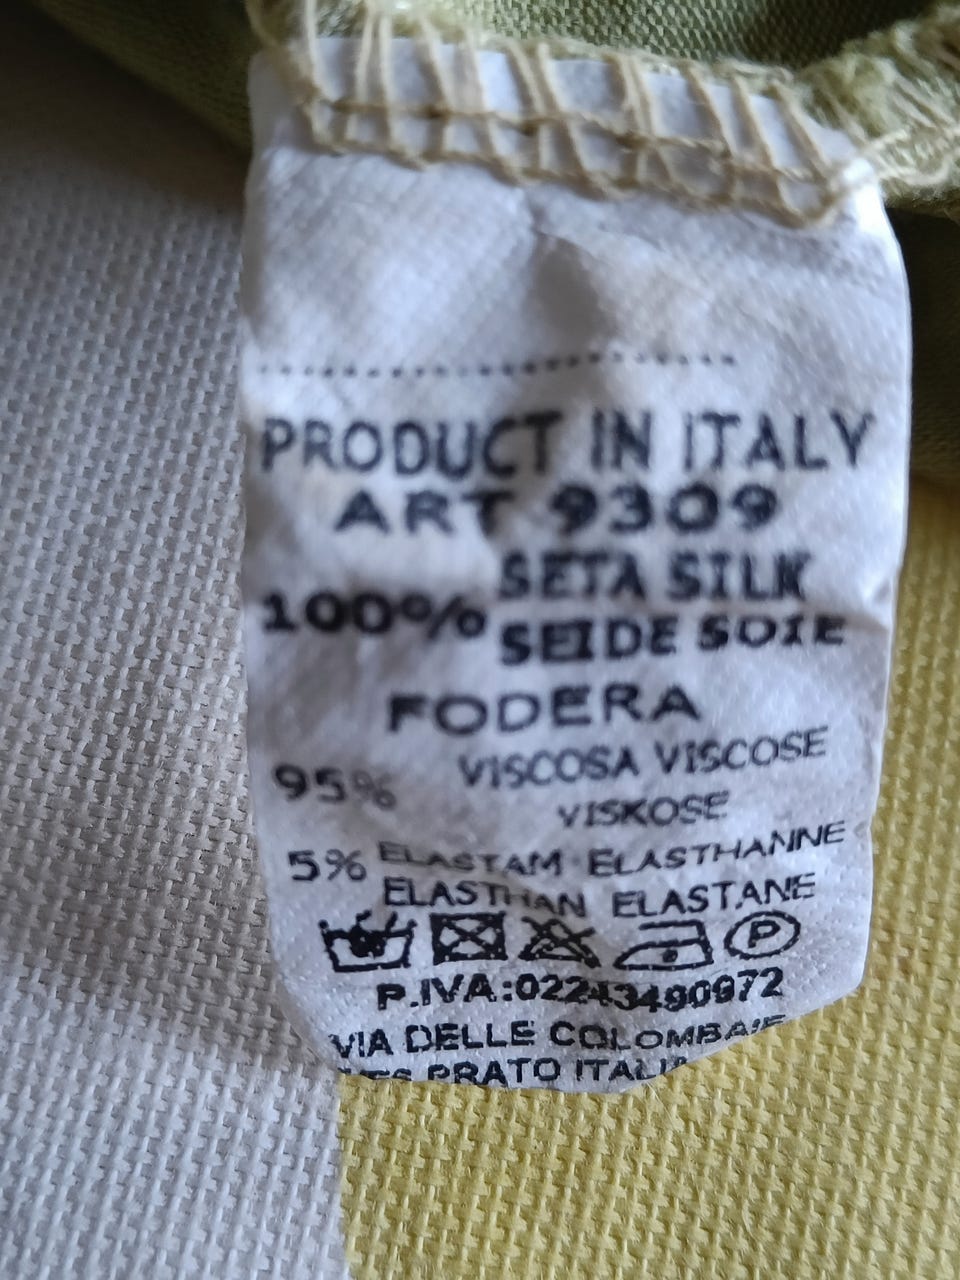 PRODUCT IN ITALY
ART 9309
100% SETA SILK
SEIDE SOIE
FODERA
95% VISCOSA VISCOSE
VISKOSE
5% ELASTAM ELASTHANNE
ELASTHAN ELASTANE
P
P.IVA:02243490972
VIA DELLE COLOMBAIE
PRATO ITALIA